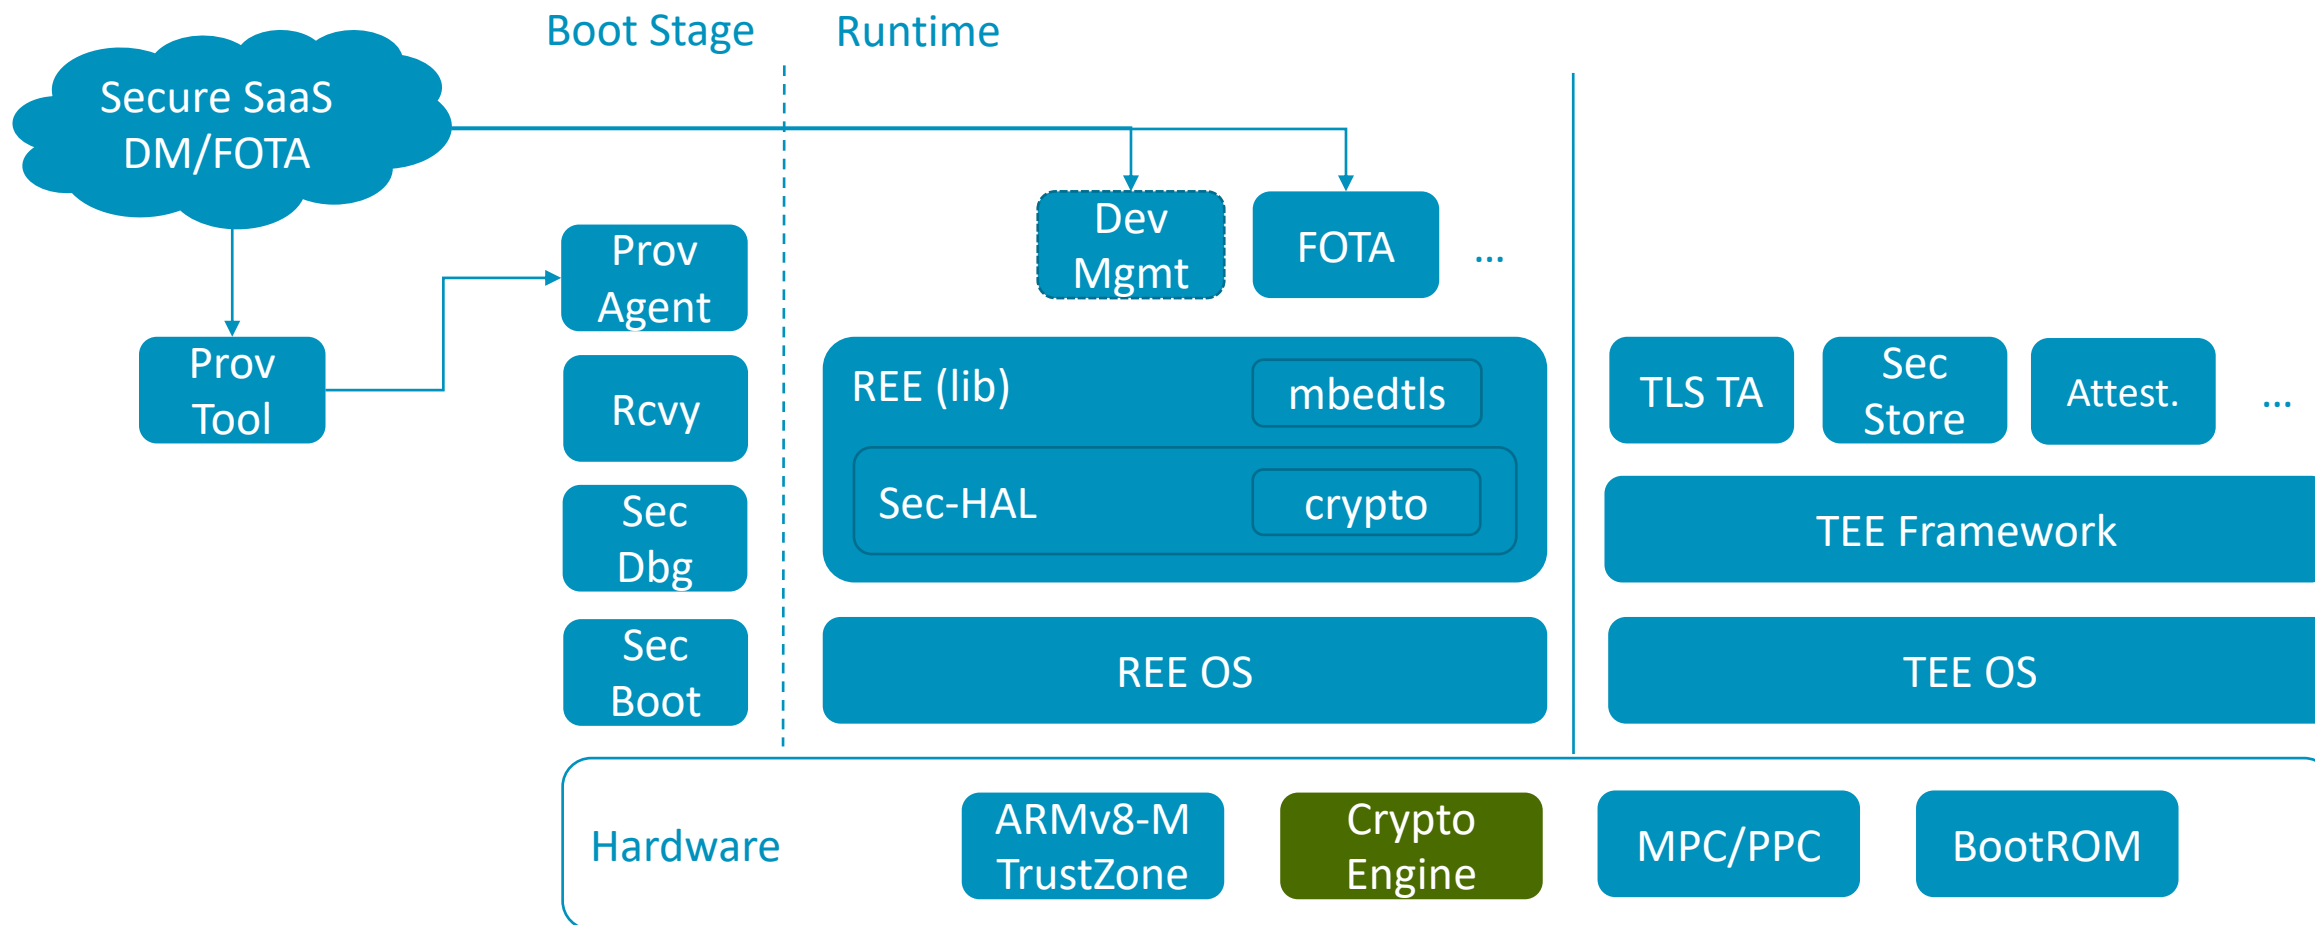 Boot Stage
Runtime
Secure SaaS
DM/FOTA
Dev
Mgmt
FOTA
...
Prov
Agent
Prov
Tool
Rcvy
REE (lib)
mbedtls
TLS TA
Sec
Store
Attest.
...
Sec
Dbg
Sec-HAL
crypto
TEE Framework
Sec
Boot
REE OS
TEE OS
Hardware
ARMv8-M
TrustZone
Crypto
Engine
MPC/PPC
BootROM